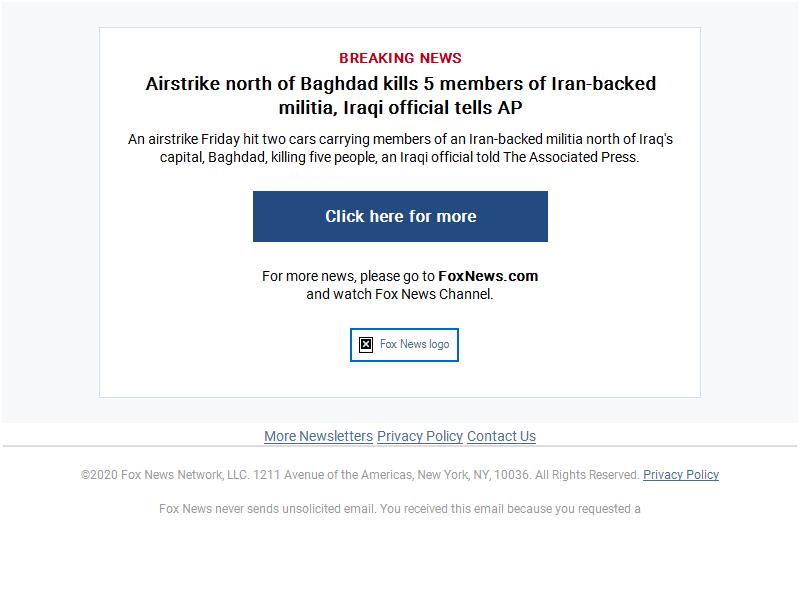 BREAKING NEWS
Airstrike north of Baghdad kills 5 members of Iran-backed
militia, Iraqi official tells AP
An airstrike Friday hit two cars carrying members of an Iran-backed militia north of Iraq's
capital, Baghdad, killing five people, an Iraqi official told The Associated Press.
Click here for more
For more news, please go to FoxNews.com
and watch Fox News Channel.
Fox News logo
More Newsletters Privacy Policy Contact Us
©2020 Fox News Network, LLC. 1211 Avenue of the Americas, New York, NY, 10036. All Rights Reserved. Privacy Policy
Fox News never sends unsolicited email. You received this email because you requested a